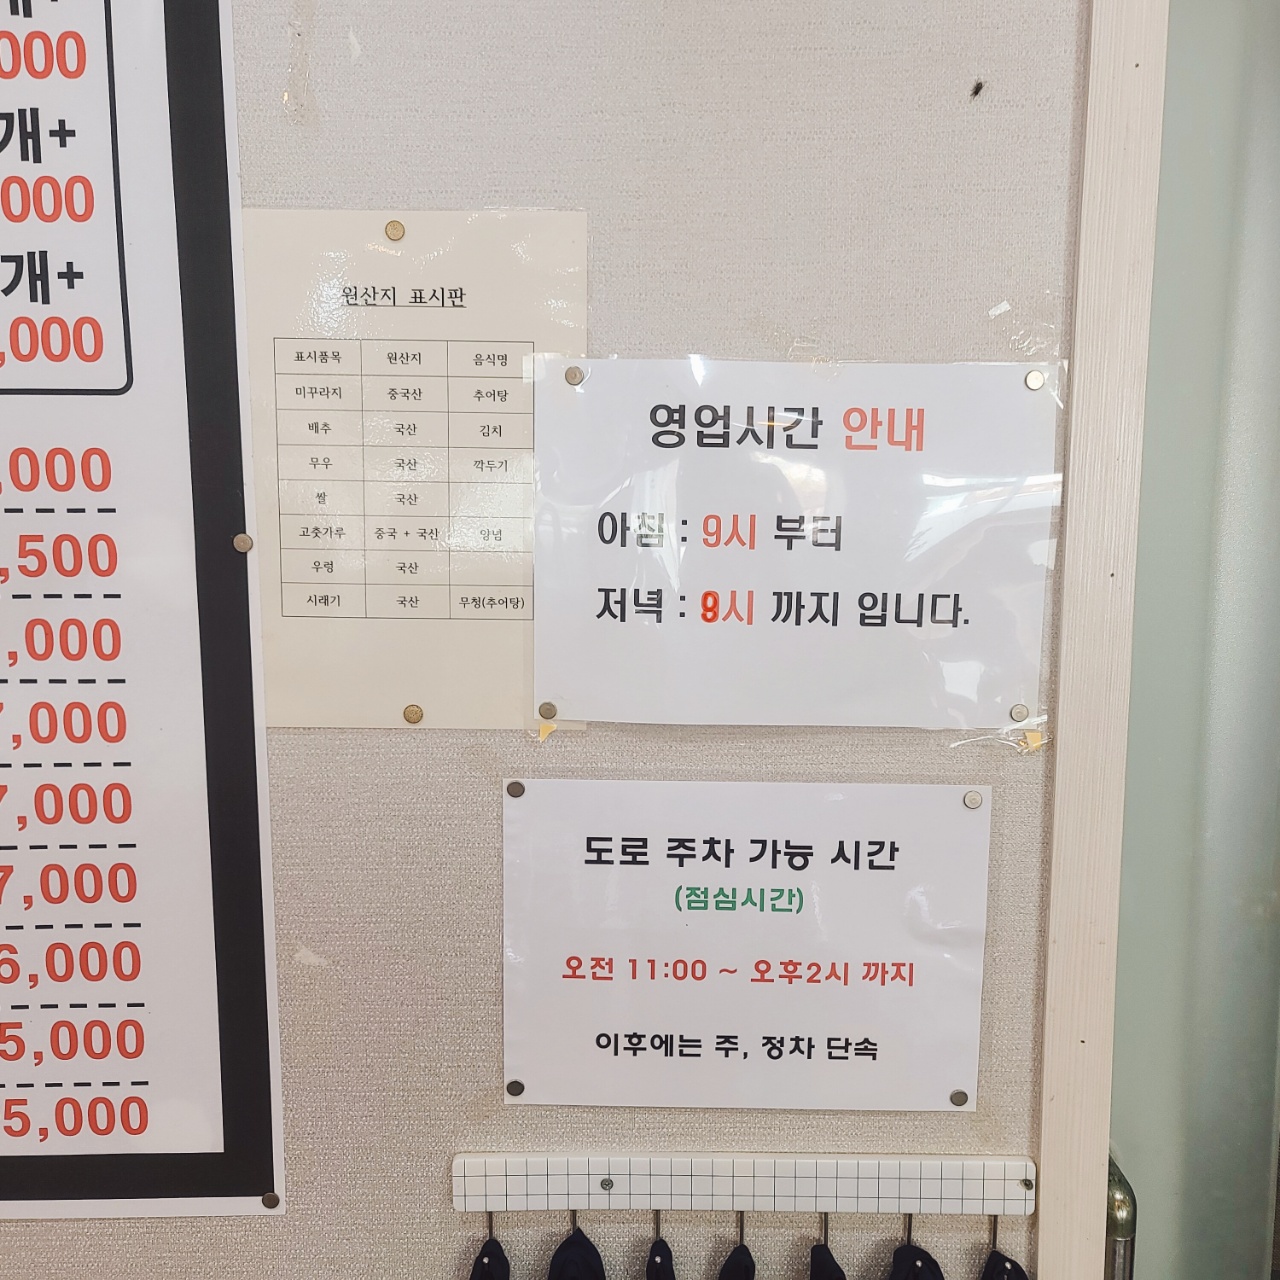 ,000
개+
,000
개+
,000
,000
,500
,000
7,000
7,000
7,000
6,000
5,000
5,000
원산지 표시판
표시품목 원산지 음식명
미꾸라지 중국산 추어탕
배추 국산 김치
무우 국산 깍두기
쌀 국산
고춧가루 중국 + 국산 양념
우렁 국산
시래기 국산 무청(추어탕)
영업시간 안내
아침 : 9시 부터
저녁 : 8시 까지 입니다.
도로 주차 가능 시간
(점심시간)
오전 11:00 ~ 오후2시 까지
이후에는 주, 정차 단속